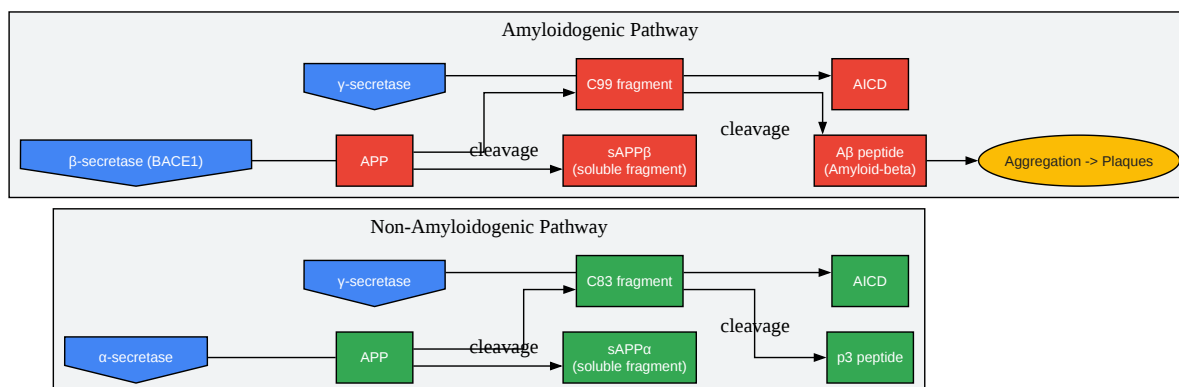 Amyloidogenic Pathway
γ-secretase
C99 fragment
AICD
cleavage
β-secretase (BACE1)
APP
cleavage
sAPPβ
(soluble fragment)
Aβ peptide
(Amyloid-beta)
Aggregation -> Plaques
Non-Amyloidogenic Pathway
γ-secretase
C83 fragment
AICD
cleavage
α-secretase
APP
cleavage
sAPPα
(soluble fragment)
p3 peptide